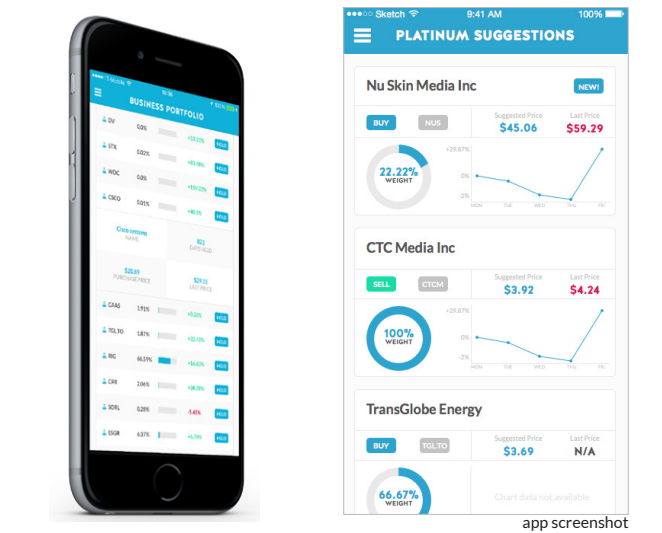 BUSINESS PORTFOLIO
DV 0.0% HOLD
STX 0.02% HOLD
WDC 0.0% HOLD
CSCO 0.01% HOLD
NAME
DAYS HELD
PURCHASE PRICE
LAST PRICE
CAAS 1.91% HOLD
TGL.TO 1.87% HOLD
RIG 66.59% HOLD
2.06% HOLD
0.28% HOLD
ESGR 6.37% HOLD
Sketch 9:41 AM 100%
PLATINUM SUGGESTIONS
Nu Skin Media Inc NEW!
BUY NUS Suggested Price Last Price
$45.06 $59.29
+29.87%
22.22%
WEIGHT
0%
-2%
MON TUE WED THU FRI
CTC Media Inc
SELL CTCM Suggested Price Last Price
$3.92 $4.24
+29.87%
100%
WEIGHT
0%
-2%
MON TUE WED THU FRI
TransGlobe Energy
BUY TGL.TO Suggested Price Last Price
$3.69 N/A
66.67%
WEIGHT
Chart data not available
app screenshot